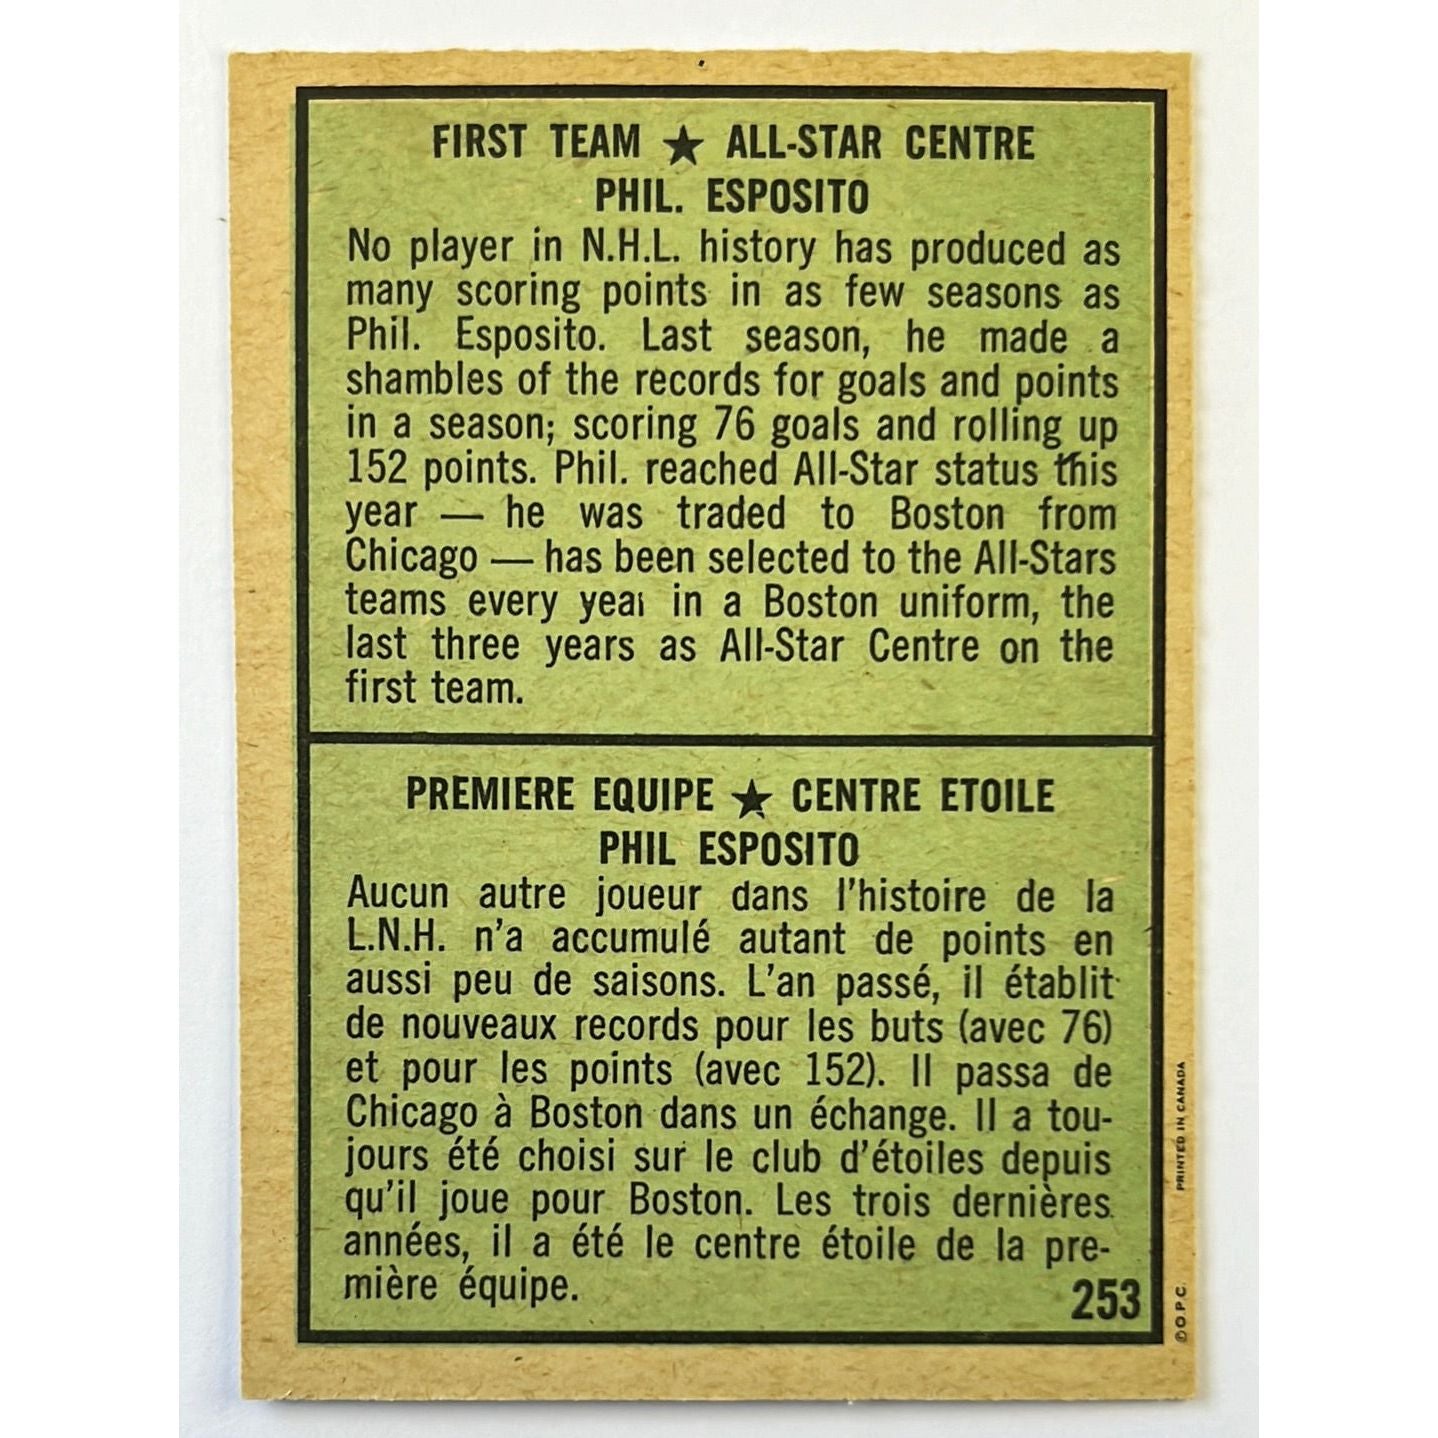 FIRST TEAM ★ ALL-STAR CENTRE
PHIL. ESPOSITO
No player in N.H.L. history has produced as
many scoring points in as few seasons as
Phil. Esposito. Last season, he made a
shambles of the records for goals and points
in a season; scoring 76 goals and rolling up
152 points. Phil. reached All-Star status this
year — he was traded to Boston from
Chicago — has been selected to the All-Stars
teams every year in a Boston uniform, the
last three years as All-Star Centre on the
first team.
PREMIERE EQUIPE ★ CENTRE ETOILE
PHIL ESPOSITO
Aucun autre joueur dans l'histoire de la
L.N.H. n'a accumulé autant de points en
aussi peu de saisons. L'an passé, il établit
de nouveaux records pour les buts (avec 76)
et pour les points (avec 152). Il passa de
Chicago à Boston dans un échange. Il a tou-
jours été choisi sur le club d'étoiles depuis
qu'il joue pour Boston. Les trois dernières
années, il a été le centre étoile de la pre-
mière équipe.
253
©O.P.C. PRINTED IN CANADA